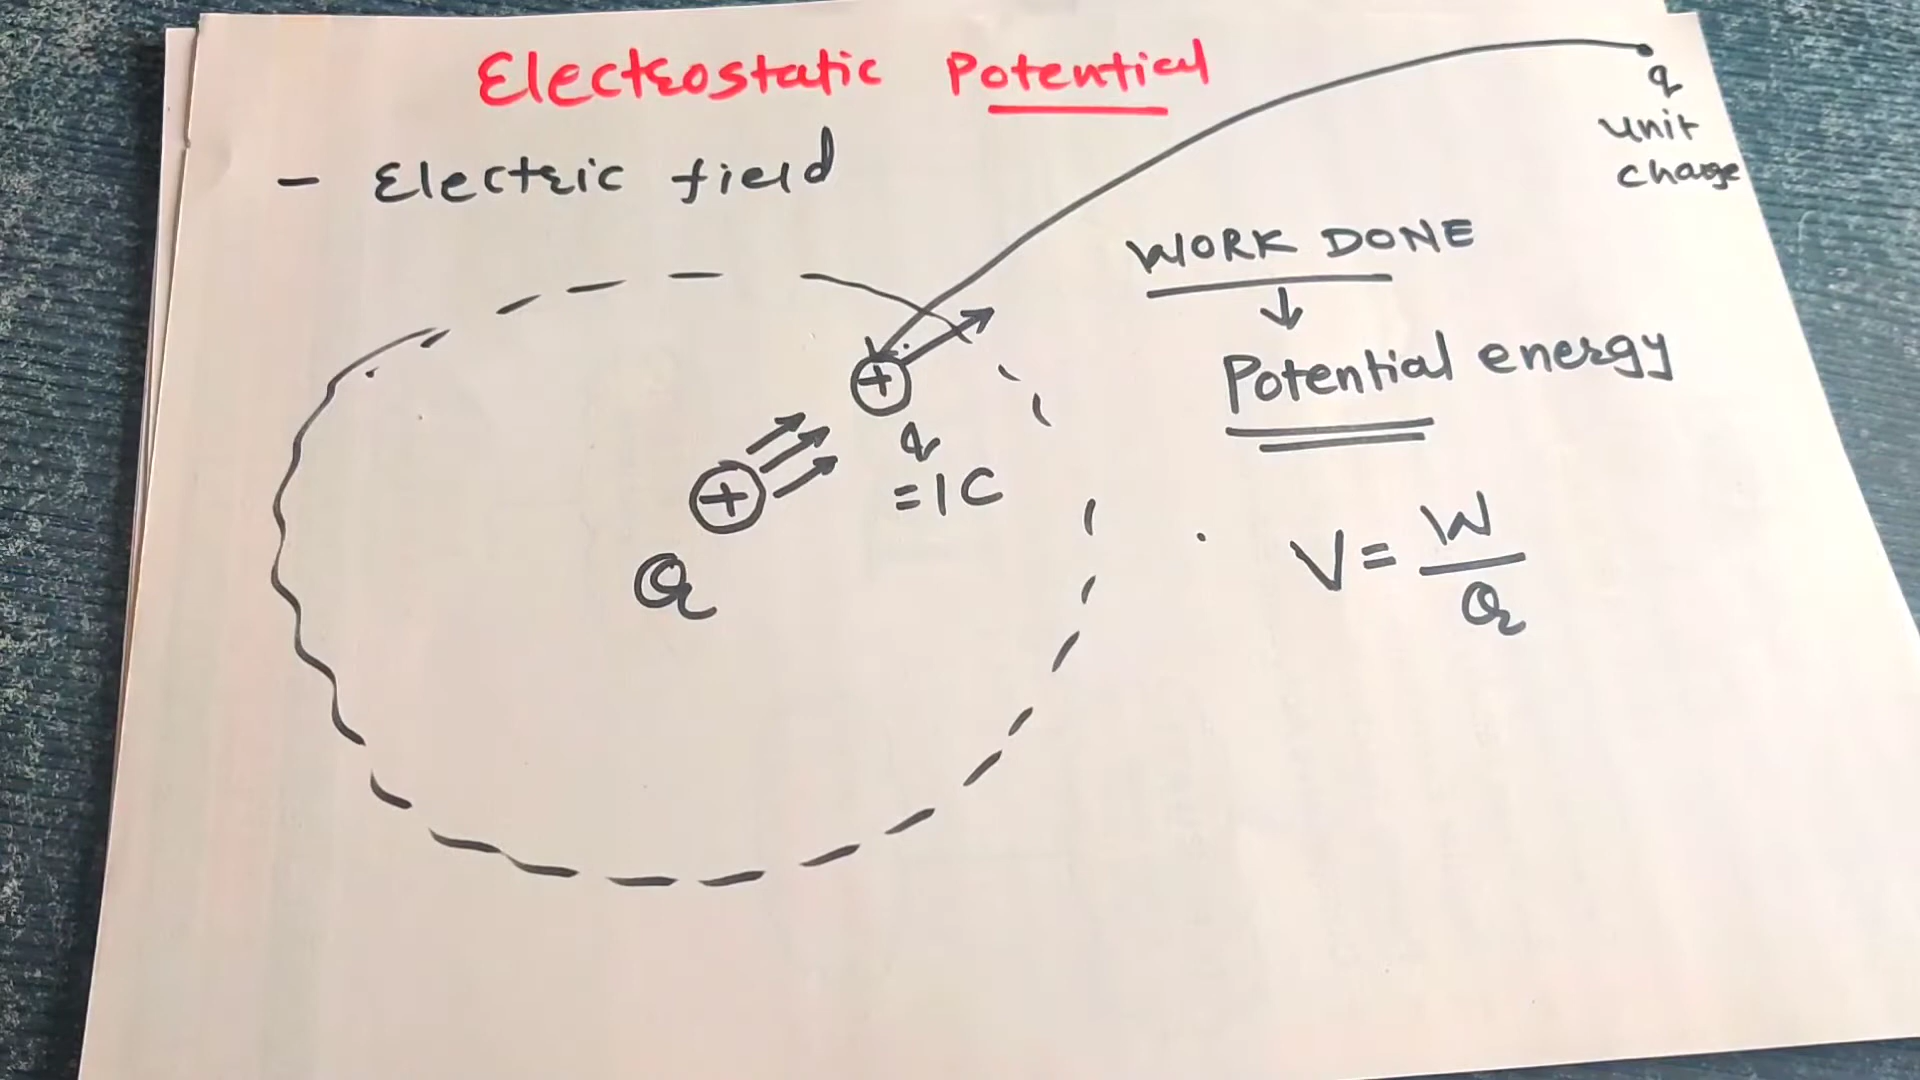 Electrostatic Potential
- Electric field
q
unit
charge
WORK DONE
↓
Potential energy
+
q
= 1C
+
Q
V = W
Q